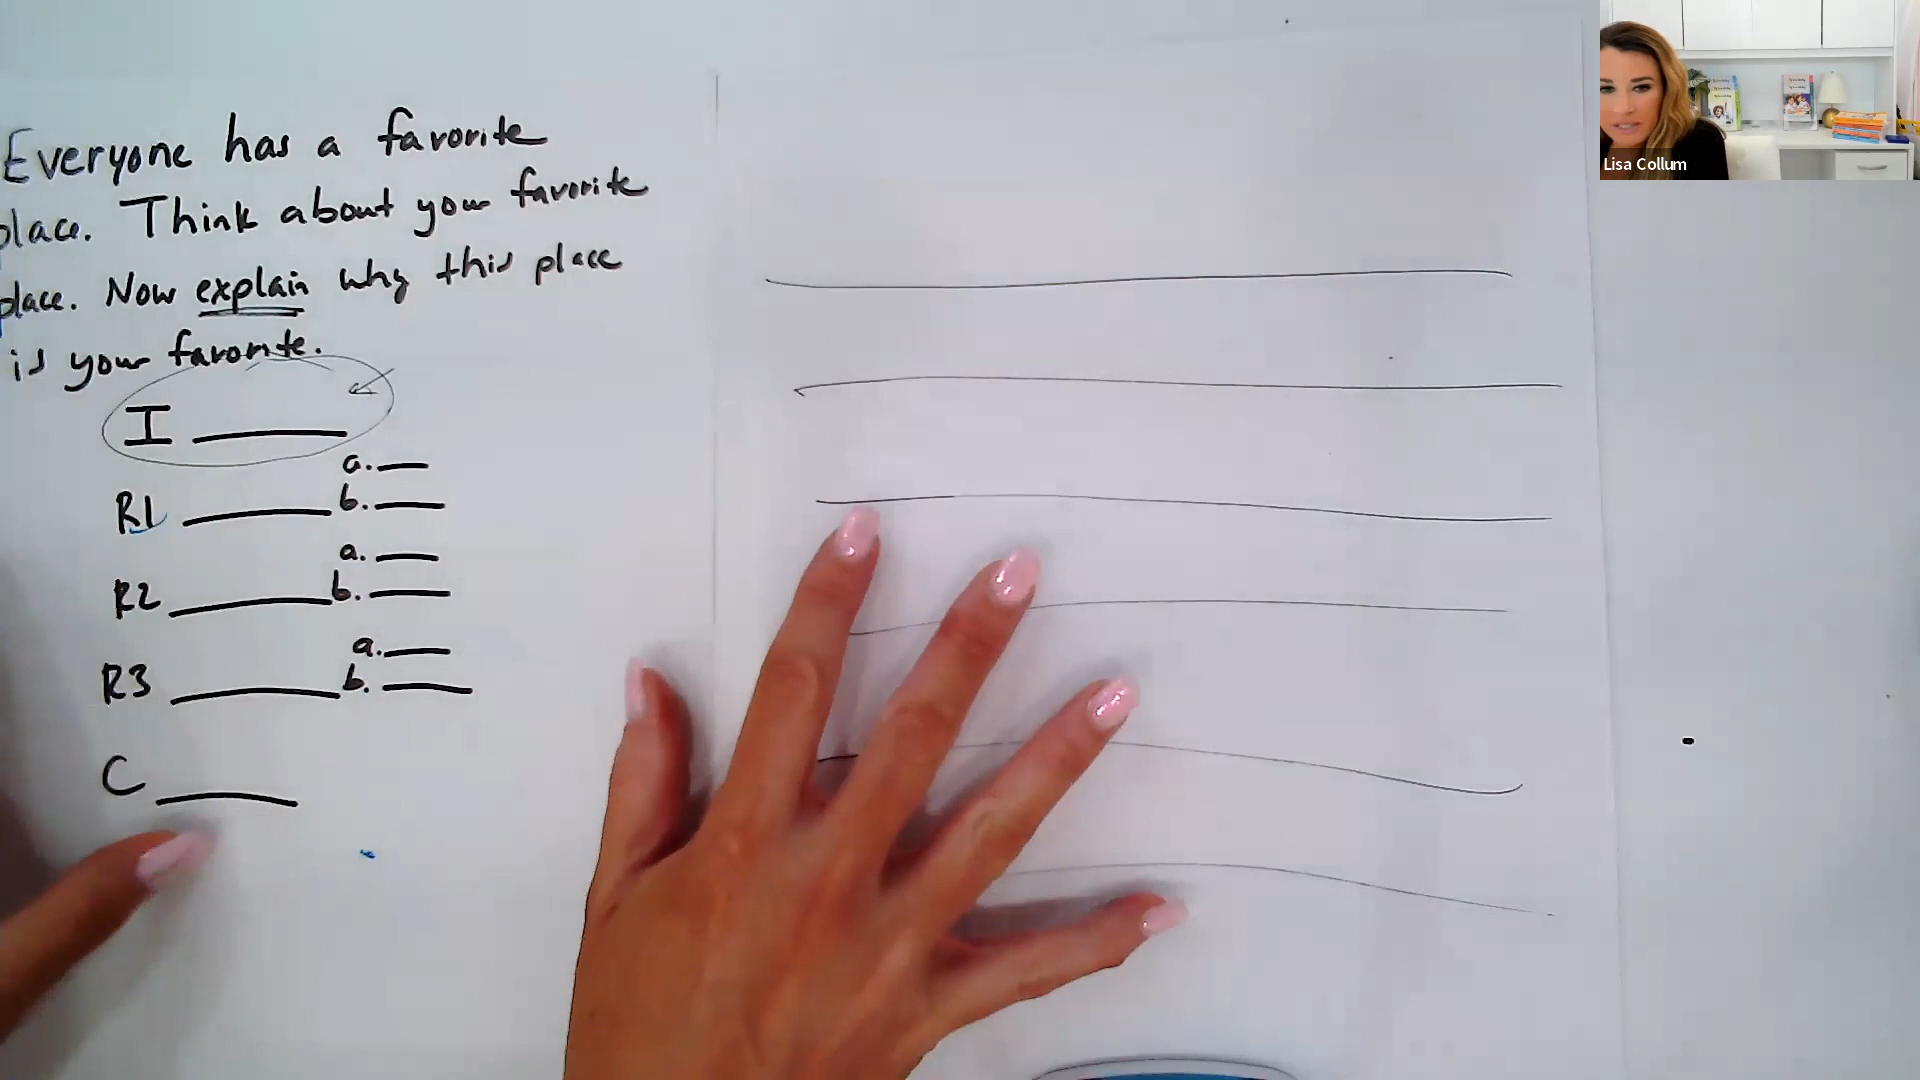 Everyone has a favorite
place. Think about your favorite
place. Now explain why this place
is your favorite.
I
a.
R1 b.
a.
R2 b.
a.
R3 b.
C
Lisa Collum